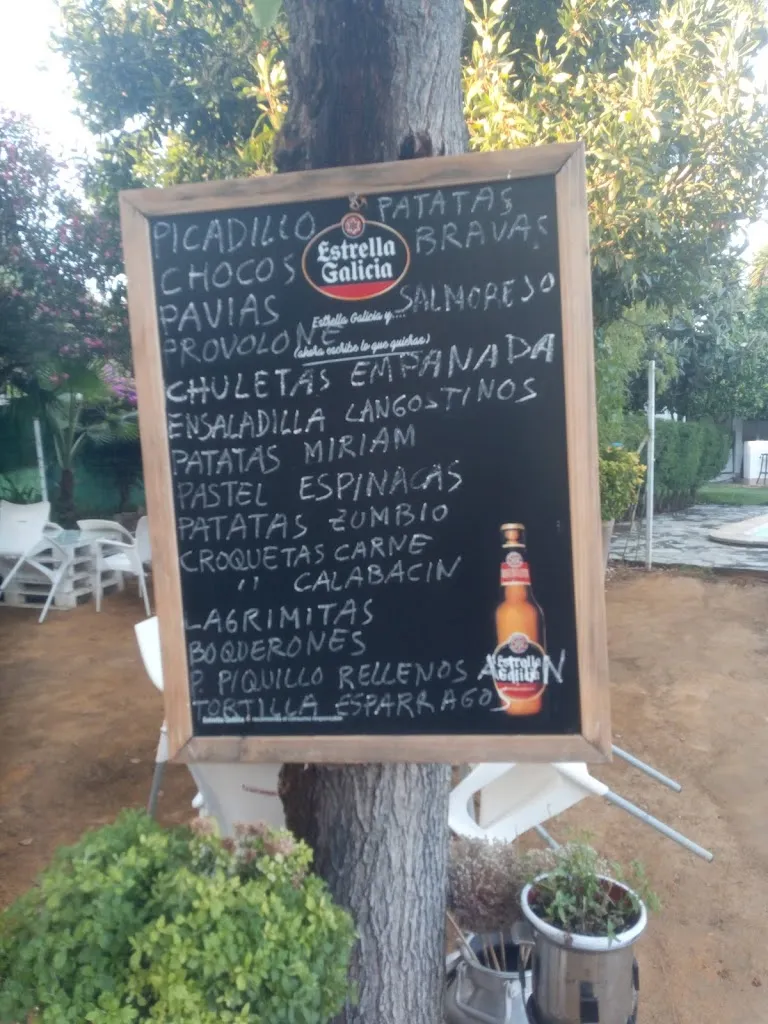 PICADILLO
PATATAS
BRAVAS
Estrella
Galicia
CHOCOS
PAVIAS
SALMOREJO
Estrella Galicia y....
PROVOLONE
(ahora escribe lo que quieras)
CHULETAS EMPANADA
ENSALADILLA LANGOSTINOS
PATATAS MIRIAM
PASTEL ESPINACAS
PATATAS ZUMBIO
CROQUETAS CARNE
" CALABACIN
LAGRIMITAS
BOQUERONES
P. PIQUILLO RELLENOS ATÚN
Estrella
Galicia
TORTILLA ESPARRAGOS